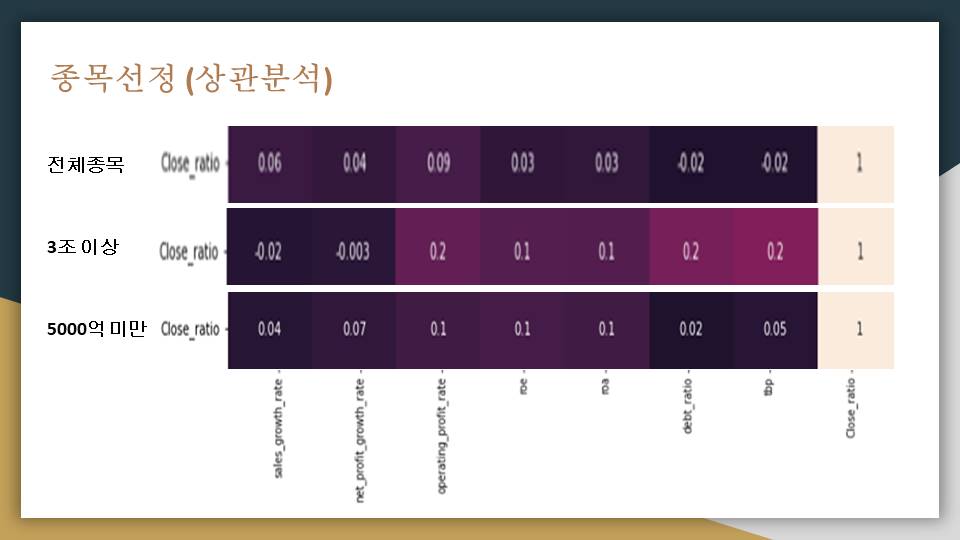 종목선정 (상관분석)
전체종목 Close_ratio 0.06 0.04 0.09 0.03 0.03 -0.02 -0.02 1
3조 이상 Close_ratio -0.02 -0.003 0.2 0.1 0.1 0.2 0.2 1
5000억 미만 Close_ratio 0.04 0.07 0.1 0.1 0.1 0.02 0.05 1
sales_growth_rate
net_profit_growth_rate
operating_profit_rate
roe
roa
debt_ratio
tbp
Close_ratio